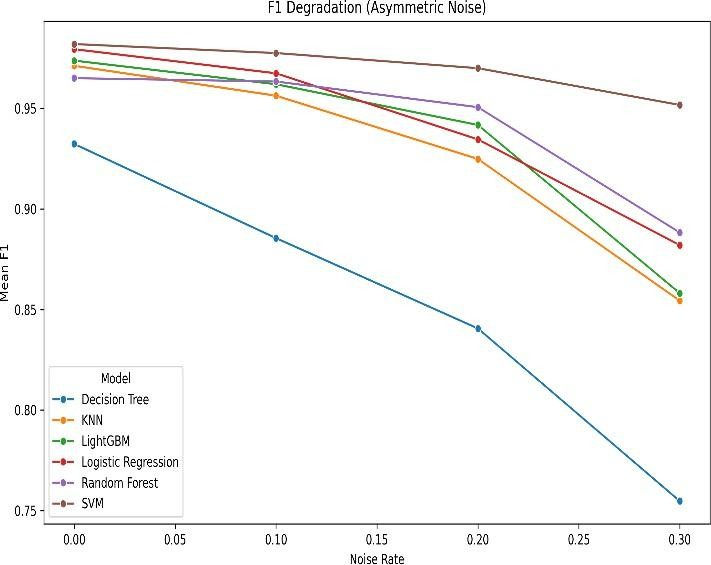 F1 Degradation (Asymmetric Noise)
Mean F1
0.95
0.90
0.85
0.80
0.75
Model
Decision Tree
KNN
LightGBM
Logistic Regression
Random Forest
SVM
0.00 0.05 0.10 0.15 0.20 0.25 0.30
Noise Rate